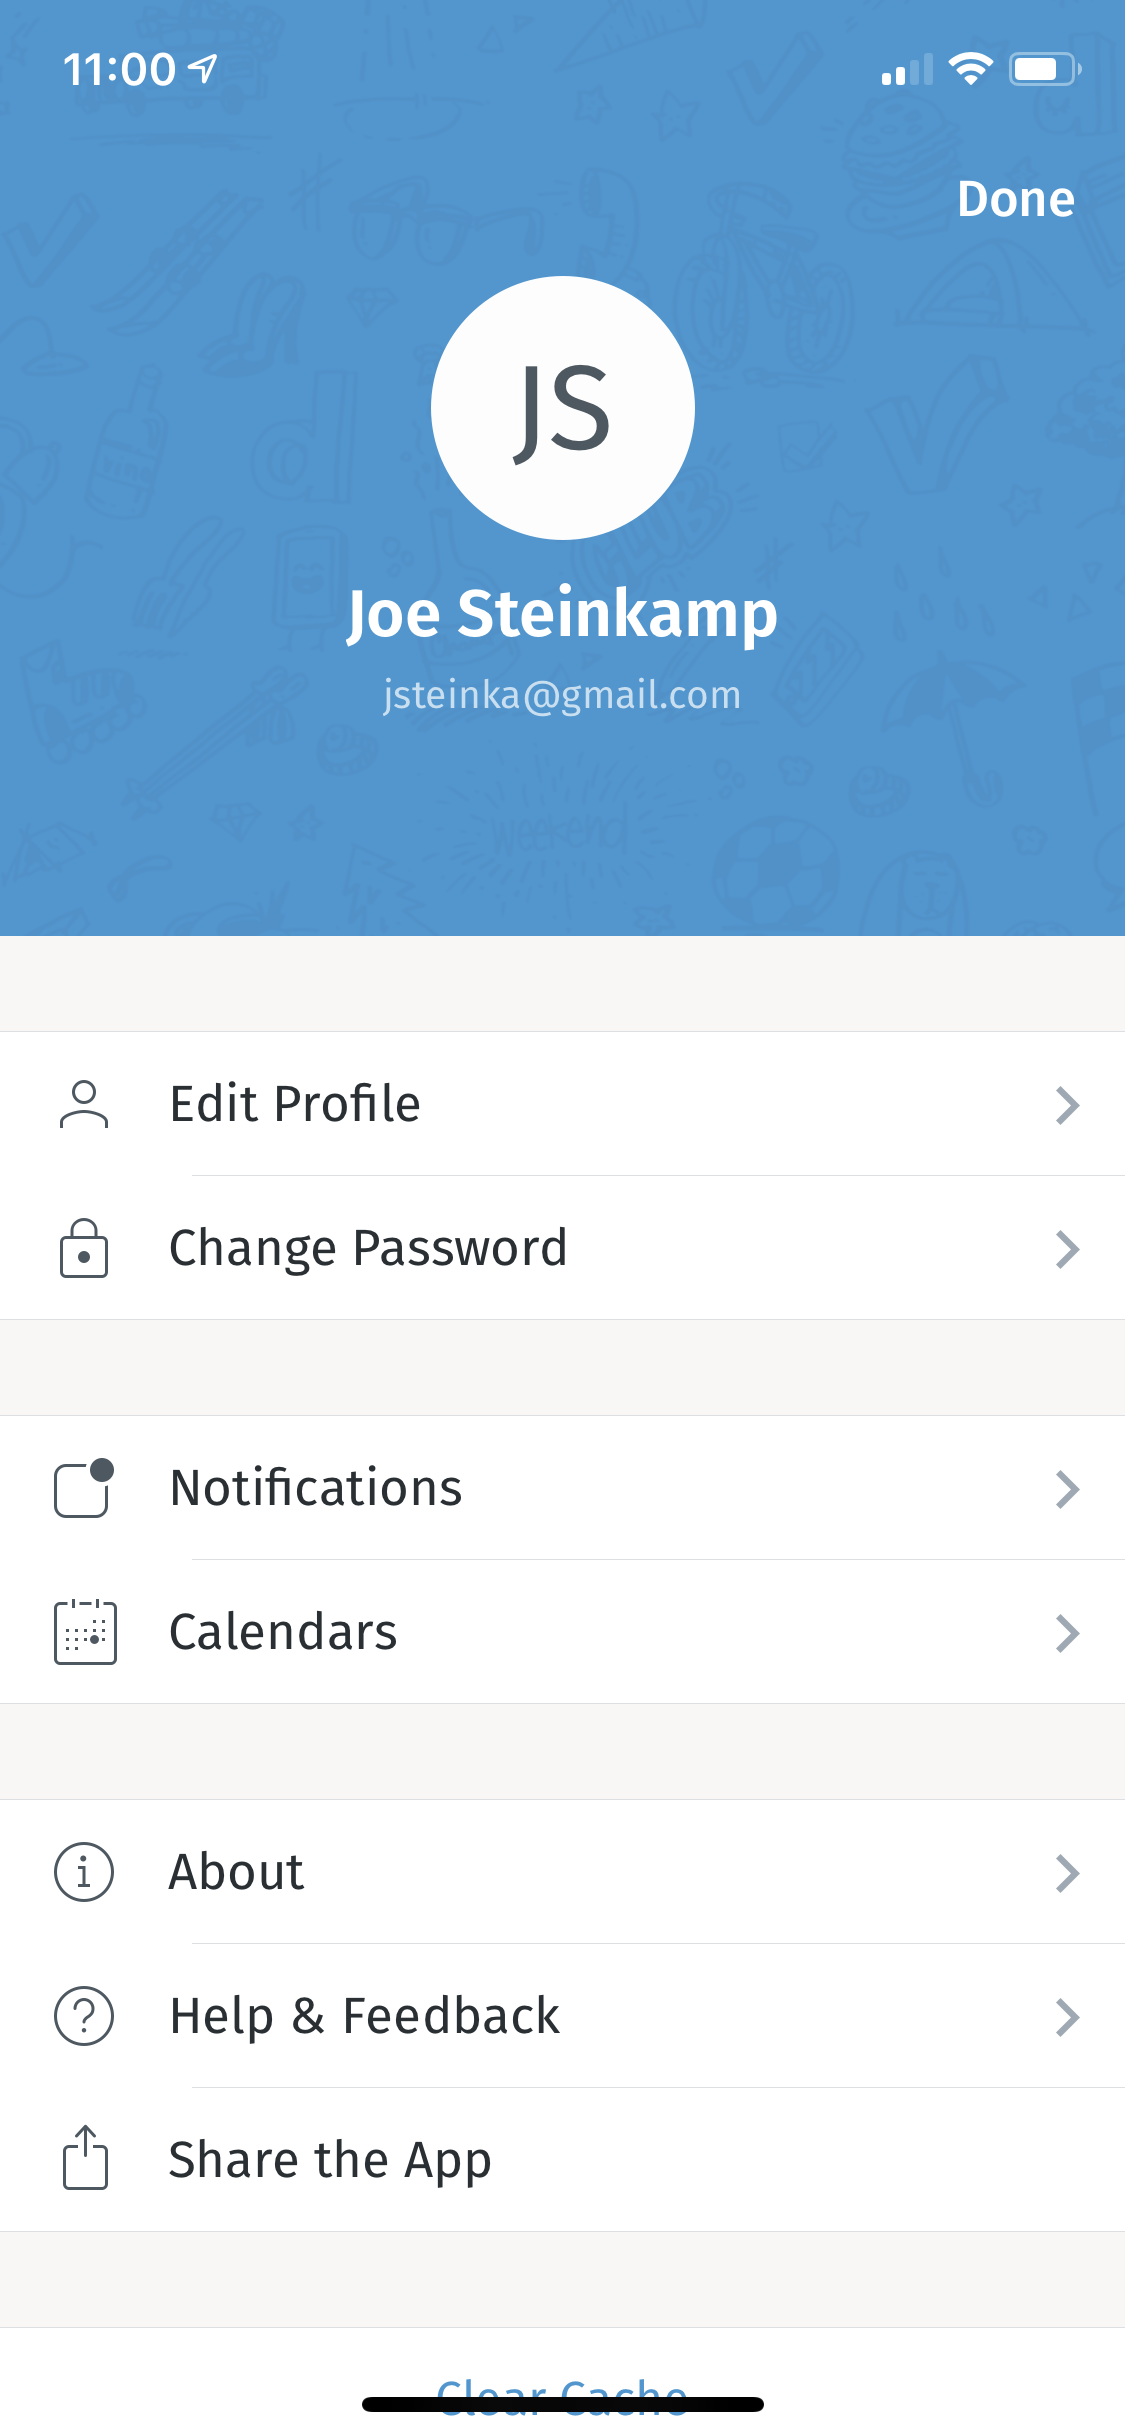 11:00
Done
JS
Joe Steinkamp
jsteinka@gmail.com
weekend
Edit Profile
Change Password
Notifications
Calendars
About
Help & Feedback
Share the App
Clear Cache